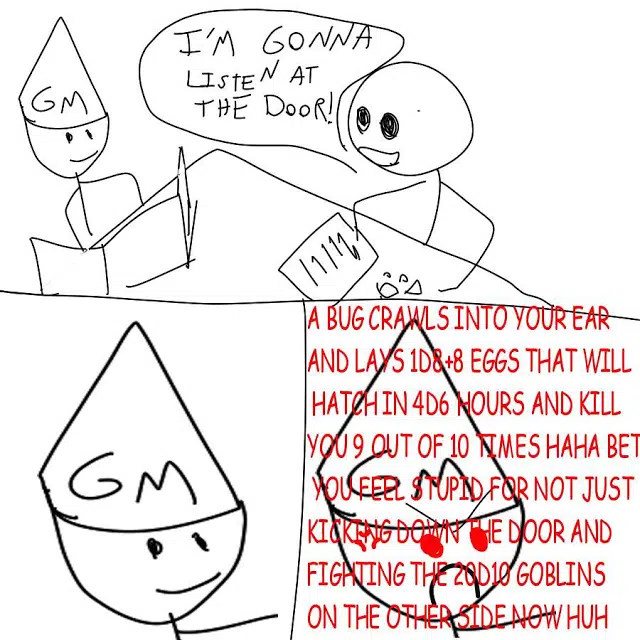 GM
I'M GONNA
LISTEN AT
THE DOOR!
GM
GM
A BUG CRAWLS INTO YOUR EAR
AND LAYS 1D8+8 EGGS THAT WILL
HATCH IN 4D6 HOURS AND KILL
YOU 9 OUT OF 10 TIMES HAHA BET
YOU FEEL STUPID FOR NOT JUST
KICKING DOWN THE DOOR AND
FIGHTING THE 20D10 GOBLINS
ON THE OTHER SIDE NOW HUH